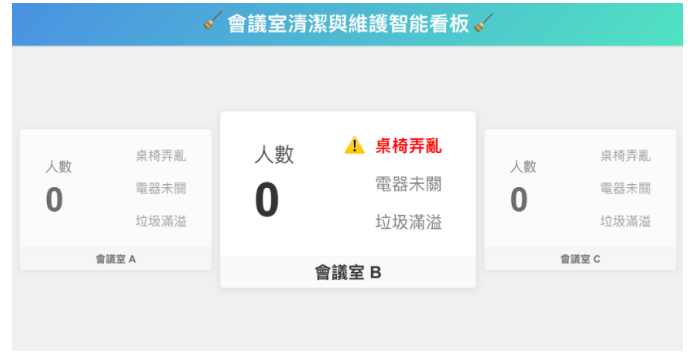 🧹 會議室清潔與維護智能看板 🧹
人數
0
桌椅弄亂
電器未關
垃圾滿溢
會議室 A
人數
0
⚠️ 桌椅弄亂
電器未關
垃圾滿溢
會議室 B
人數
0
桌椅弄亂
電器未關
垃圾滿溢
會議室 C